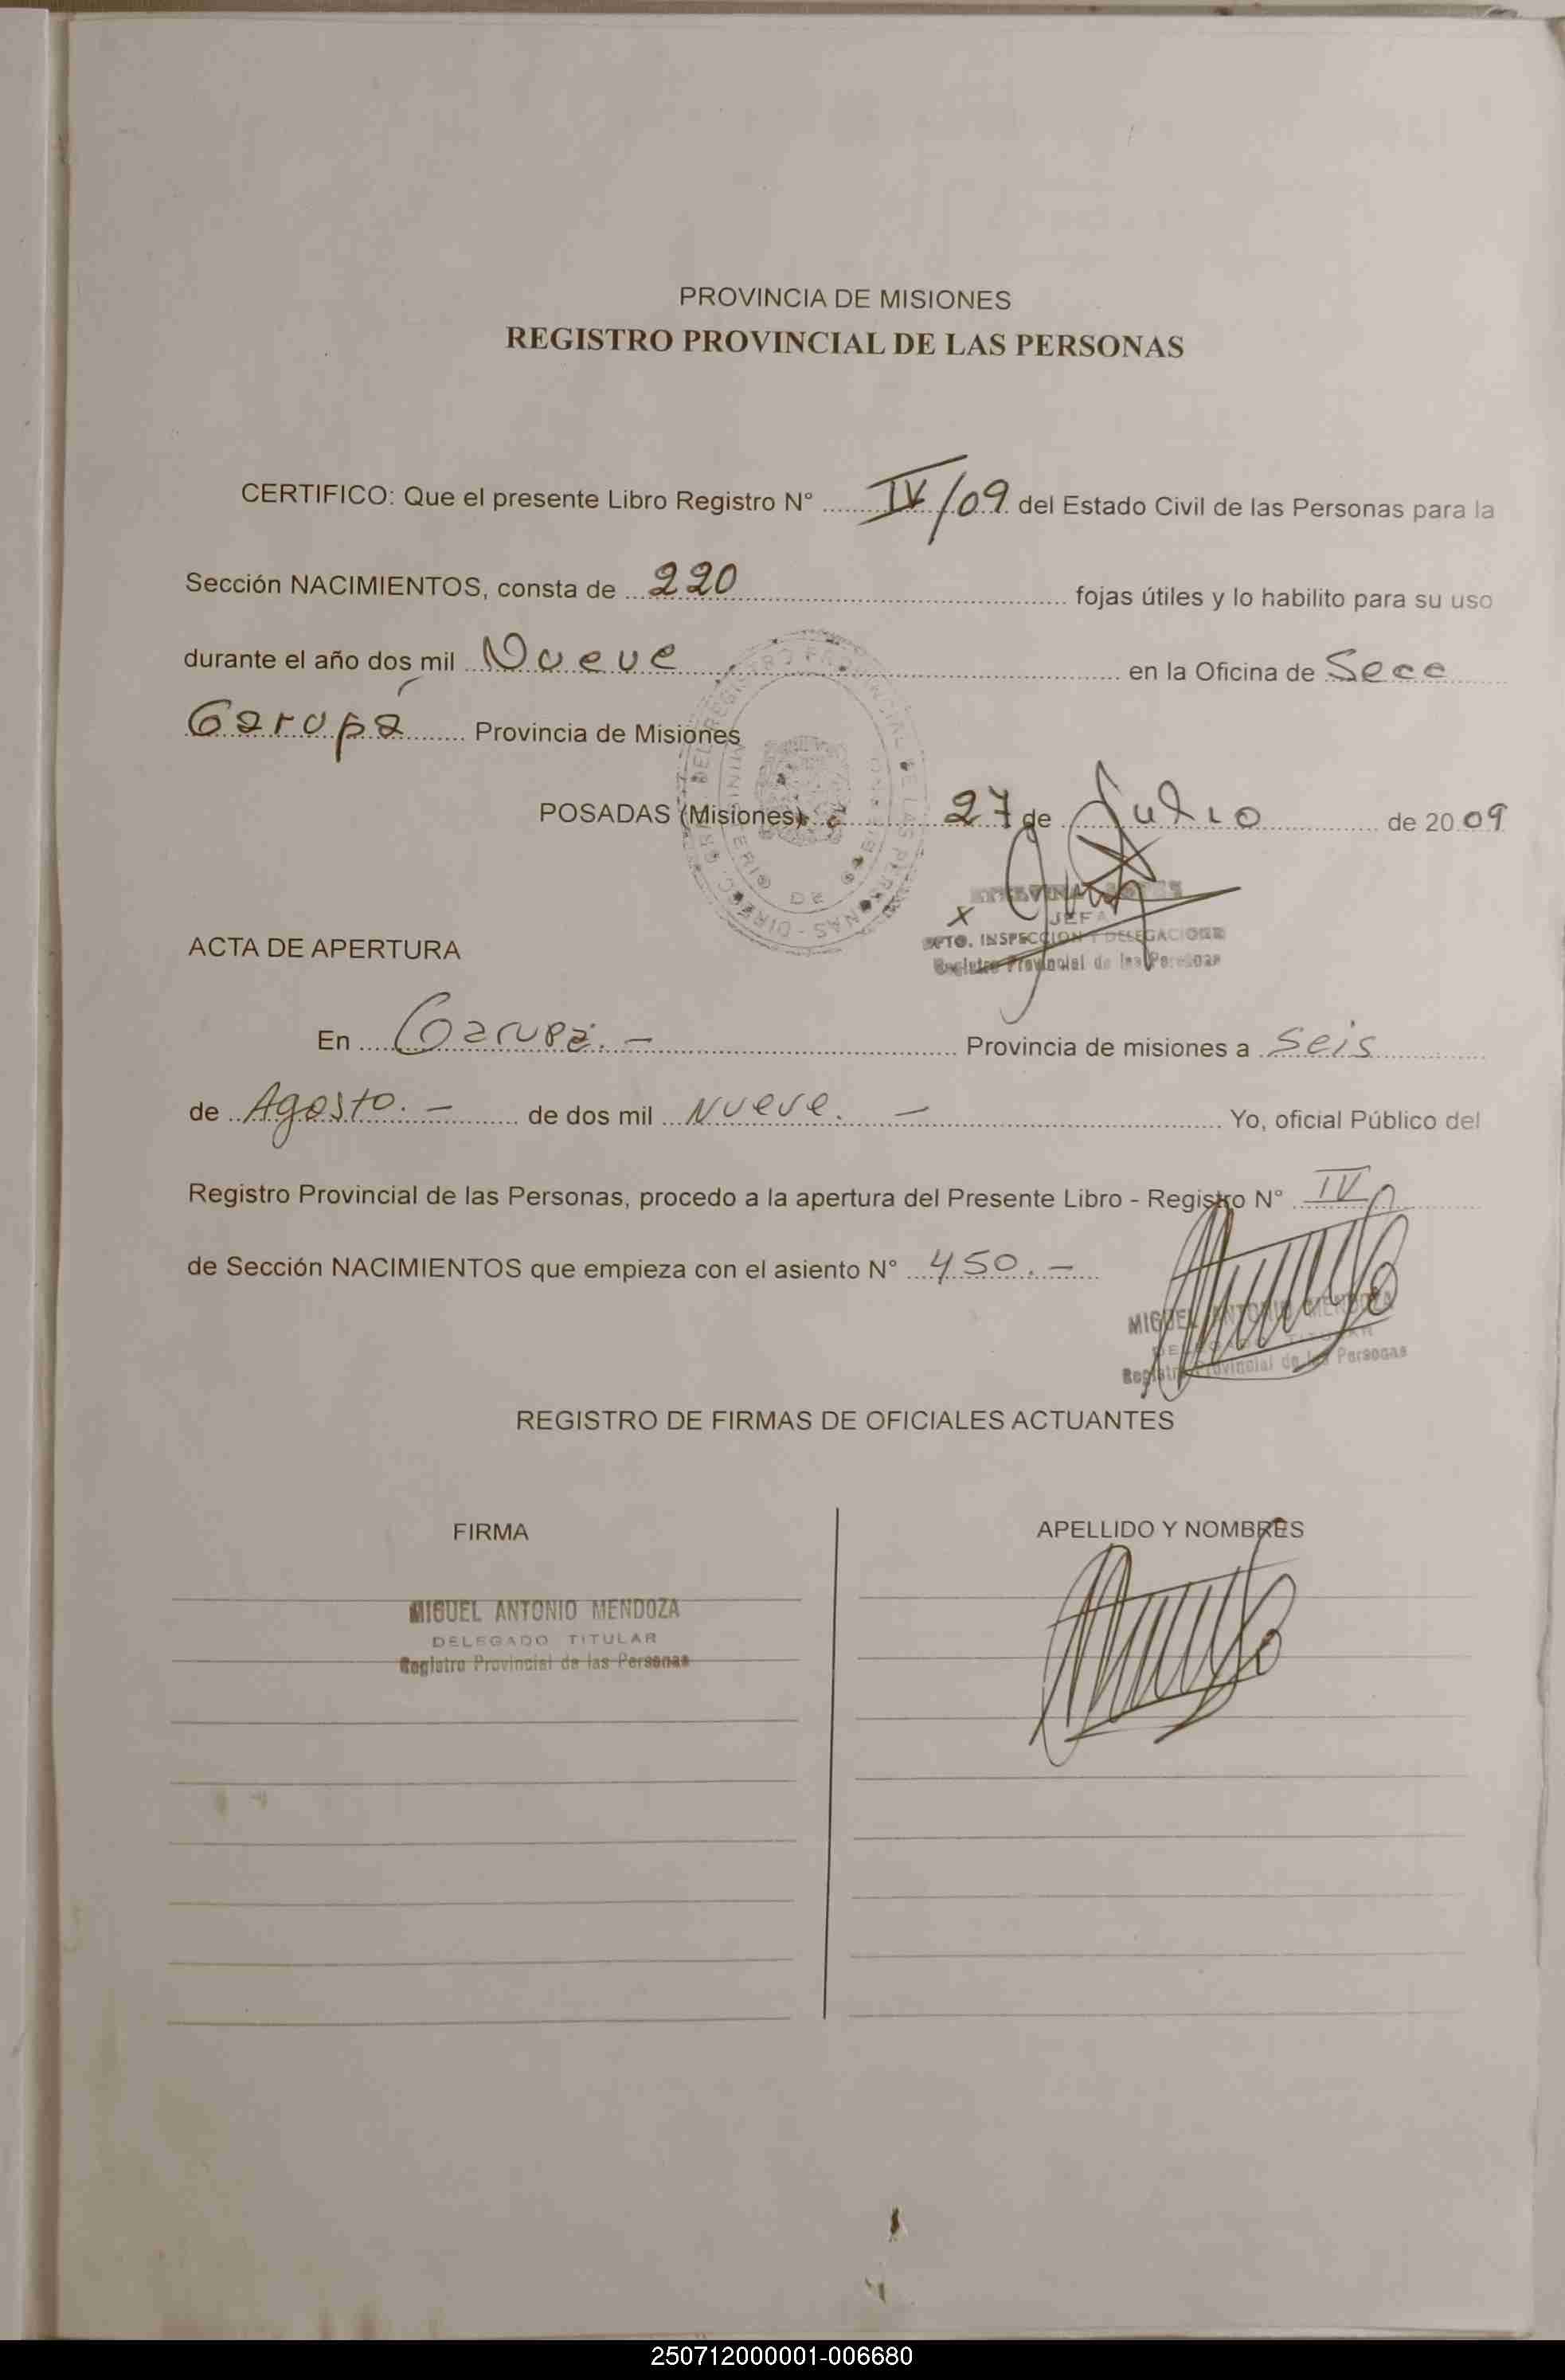 PROVINCIA DE MISIONES
REGISTRO PROVINCIAL DE LAS PERSONAS
CERTIFICO: Que el presente Libro Registro N° IV/09 del Estado Civil de las Personas para la
Sección NACIMIENTOS, consta de 220 fojas útiles y lo habilito para su uso
durante el año dos mil Nueve en la Oficina de Secc
Garupá Provincia de Misiones
POSADAS (Misiones) 27 de Julio de 2009
JEFA
DPTO. INSPECCION Y DELEGACIONES
Registro Provincial de las Personas
ACTA DE APERTURA
En Garupá. - Provincia de misiones a Seis
de Agosto. - de dos mil Nueve. - Yo, oficial Público del
Registro Provincial de las Personas, procedo a la apertura del Presente Libro - Registro N° IV
de Sección NACIMIENTOS que empieza con el asiento N° 450. -
MIGUEL ANTONIO MENDOZA
DELEGADO TITULAR
Registro Provincial de las Personas
REGISTRO DE FIRMAS DE OFICIALES ACTUANTES
FIRMA APELLIDO Y NOMBRES
MIGUEL ANTONIO MENDOZA
DELEGADO TITULAR
Registro Provincial de las Personas
250712000001-006680